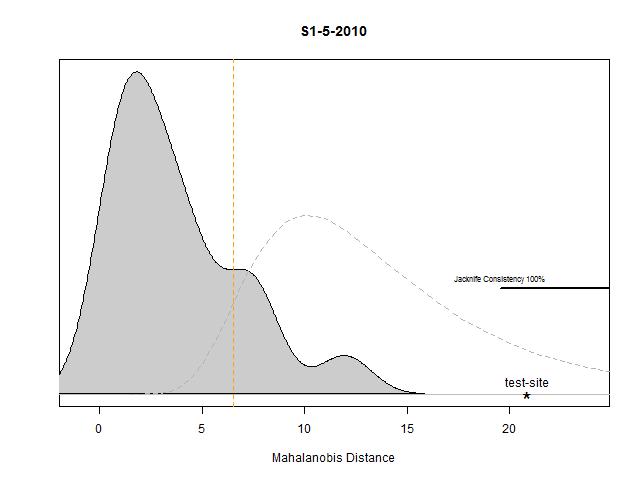 S1-5-2010
Jacknife Consistency 100%
test-site
*
0 5 10 15 20
Mahalanobis Distance